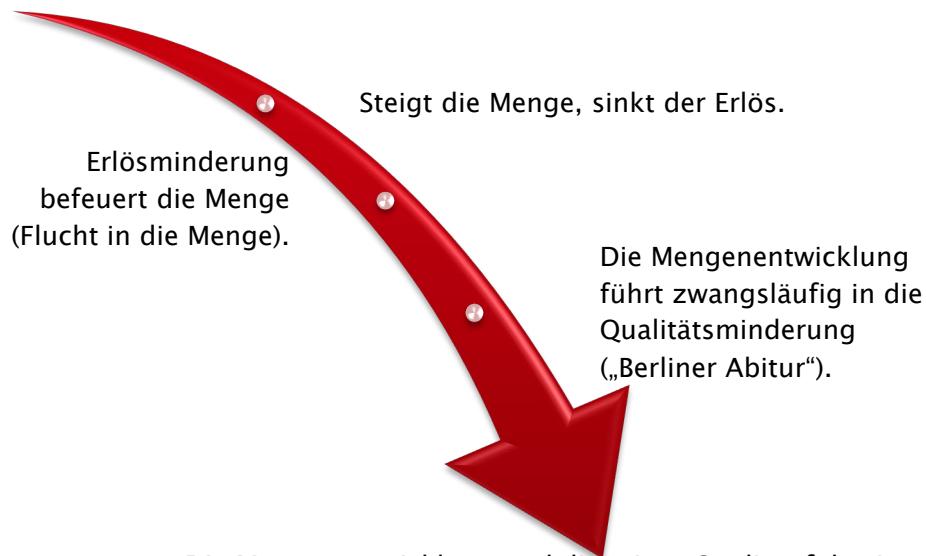 Steigt die Menge, sinkt der Erlös.
Erlösminderung
befeuert die Menge
(Flucht in die Menge).
Die Mengenentwicklung
führt zwangsläufig in die
Qualitätsminderung
(„Berliner Abitur“).